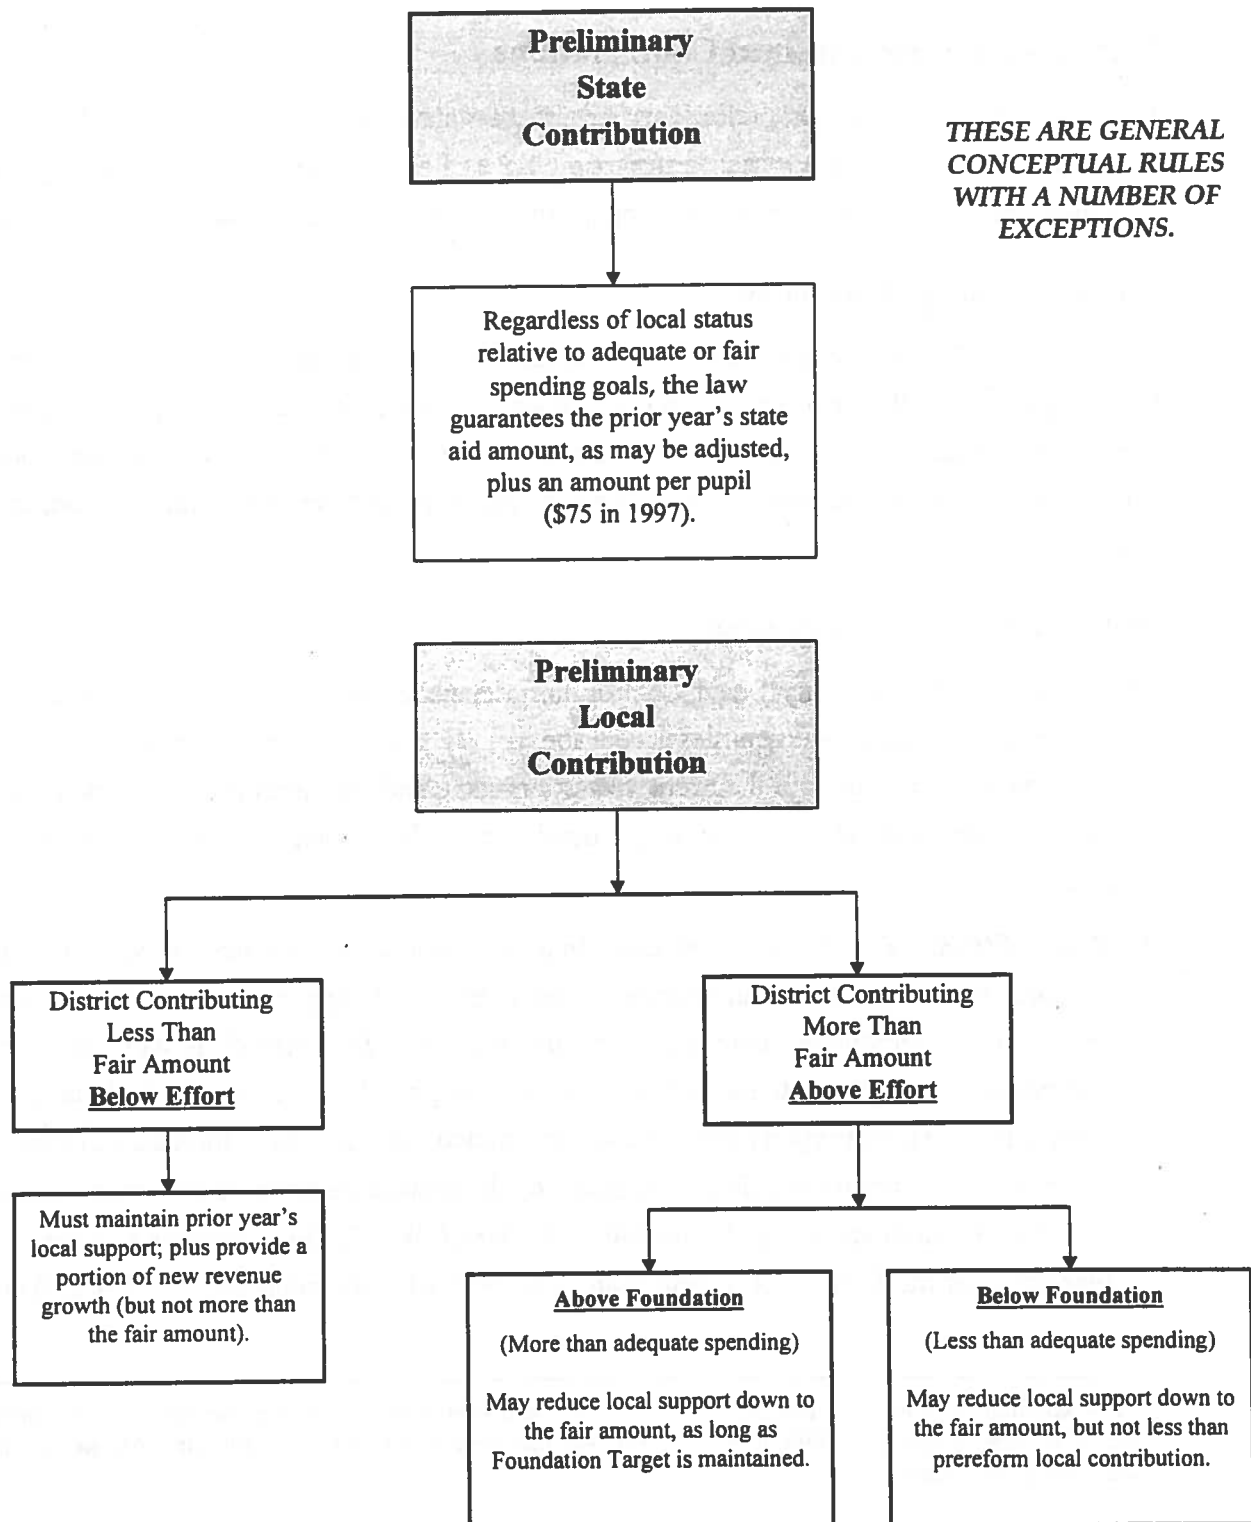 Preliminary
State
Contribution
THESE ARE GENERAL
CONCEPTUAL RULES
WITH A NUMBER OF
EXCEPTIONS.
Regardless of local status
relative to adequate or fair
spending goals, the law
guarantees the prior year's state
aid amount, as may be adjusted,
plus an amount per pupil
($75 in 1997).
Preliminary
Local
Contribution
District Contributing
Less Than
Fair Amount
Below Effort
District Contributing
More Than
Fair Amount
Above Effort
Must maintain prior year's
local support; plus provide a
portion of new revenue
growth (but not more than
the fair amount).
Above Foundation
(More than adequate spending)
May reduce local support down to
the fair amount, as long as
Foundation Target is maintained.
Below Foundation
(Less than adequate spending)
May reduce local support down to
the fair amount, but not less than
prereform local contribution.